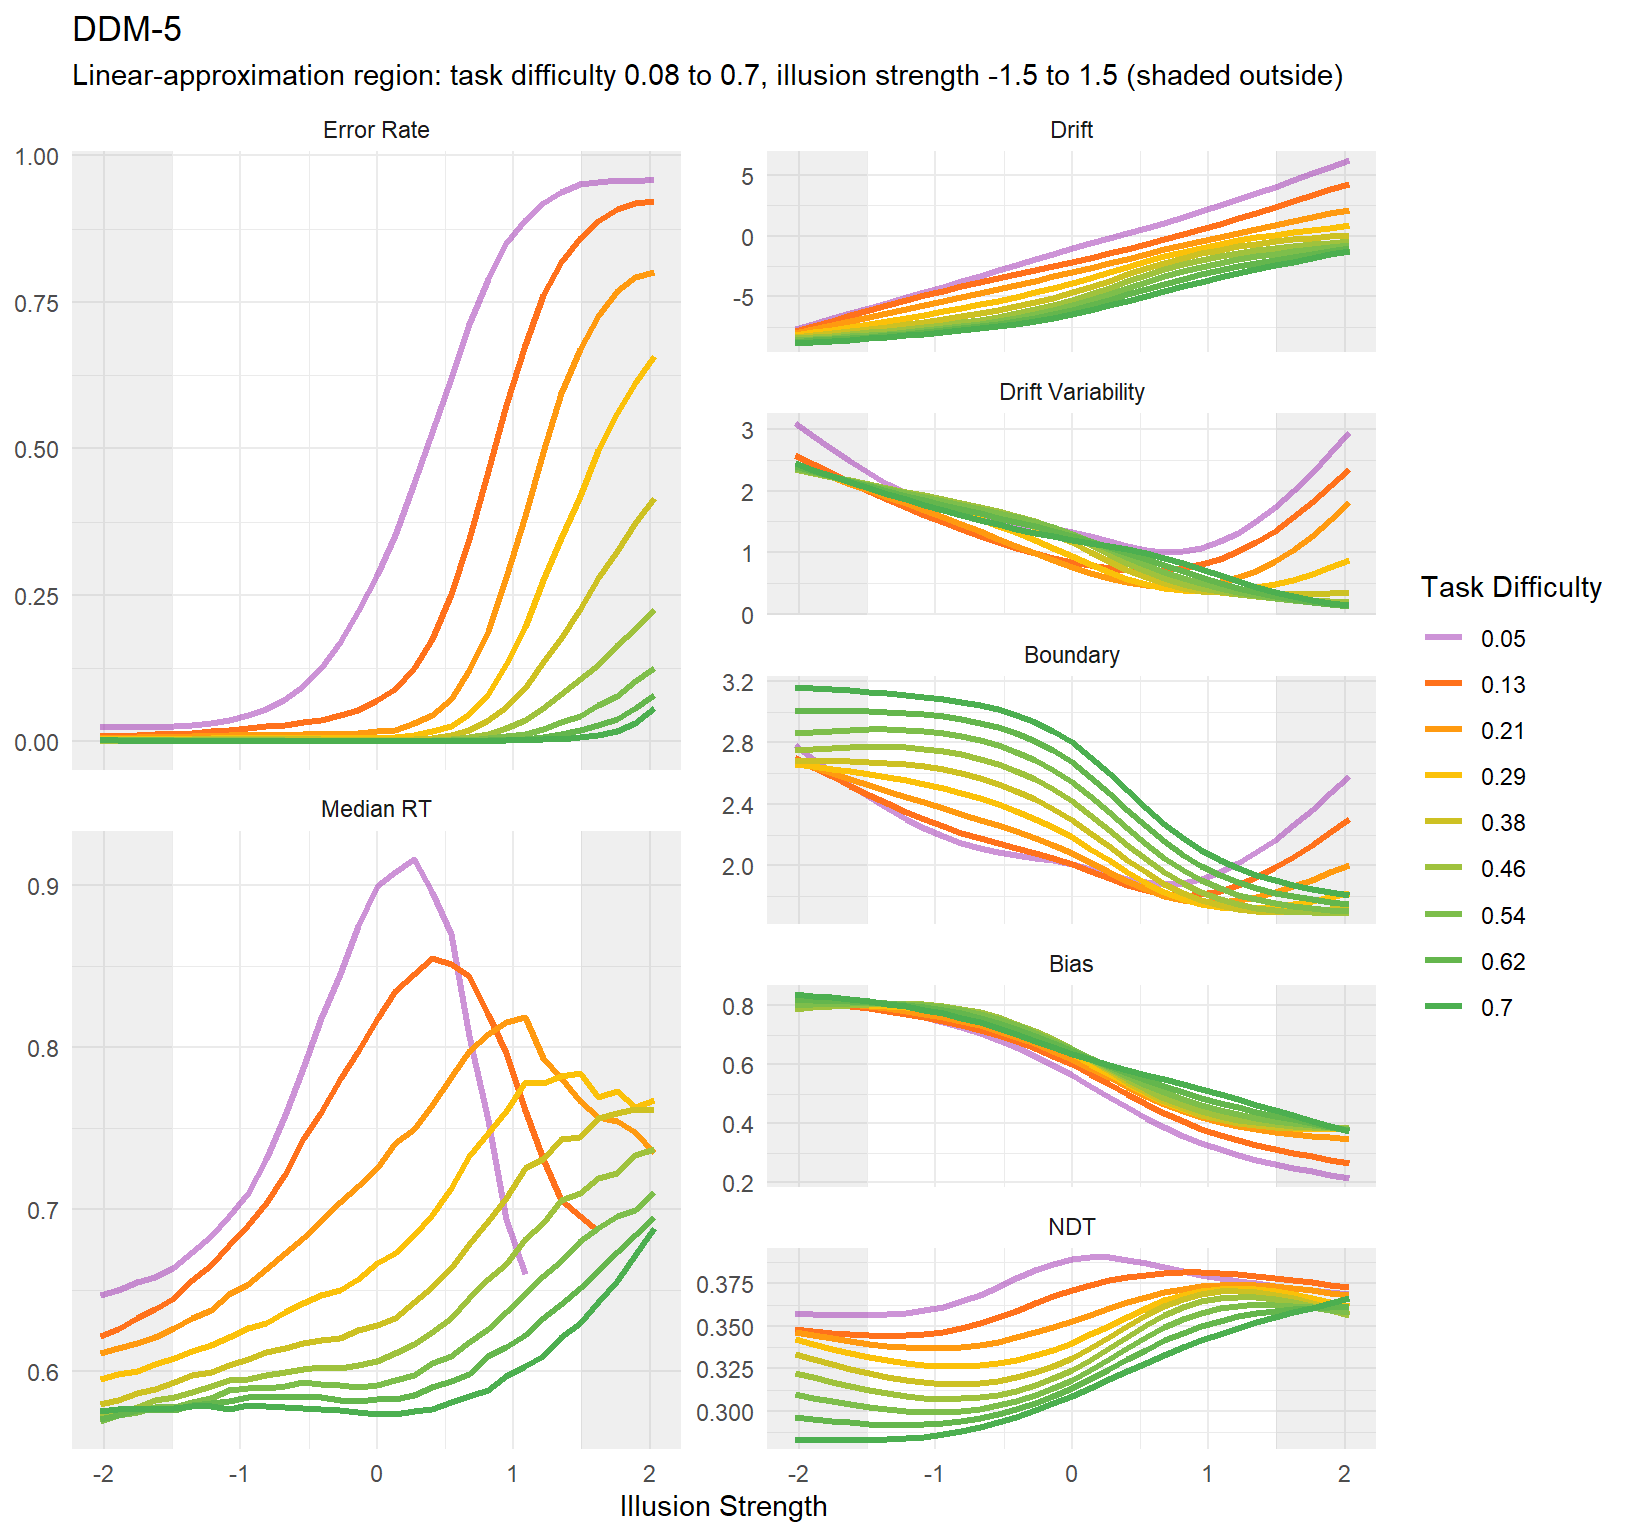 DDM-5
Linear-approximation region: task difficulty 0.08 to 0.7, illusion strength -1.5 to 1.5 (shaded outside)
Error Rate
1.00
0.75
0.50
0.25
0.00
Median RT
0.9
0.8
0.7
0.6
-2 -1 0 1 2
Drift
5
0
-5
Drift Variability
3
2
1
0
Boundary
3.2
2.8
2.4
2.0
Bias
0.8
0.6
0.4
0.2
NDT
0.375
0.350
0.325
0.300
-2 -1 0 1 2
Illusion Strength
Task Difficulty
0.05
0.13
0.21
0.29
0.38
0.46
0.54
0.62
0.7